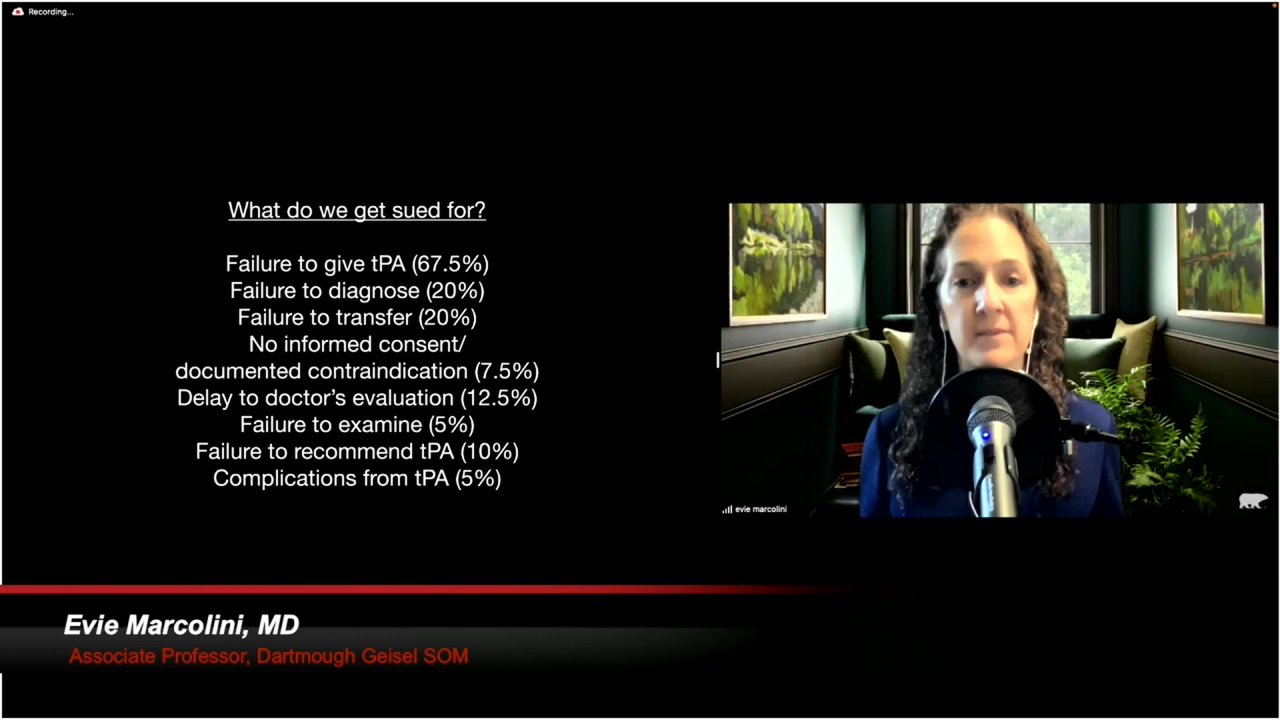 Recording...
What do we get sued for?
Failure to give tPA (67.5%)
Failure to diagnose (20%)
Failure to transfer (20%)
No informed consent/
documented contraindication (7.5%)
Delay to doctor’s evaluation (12.5%)
Failure to examine (5%)
Failure to recommend tPA (10%)
Complications from tPA (5%)
evie marcolini
Evie Marcolini, MD
Associate Professor, Dartmough Geisel SOM